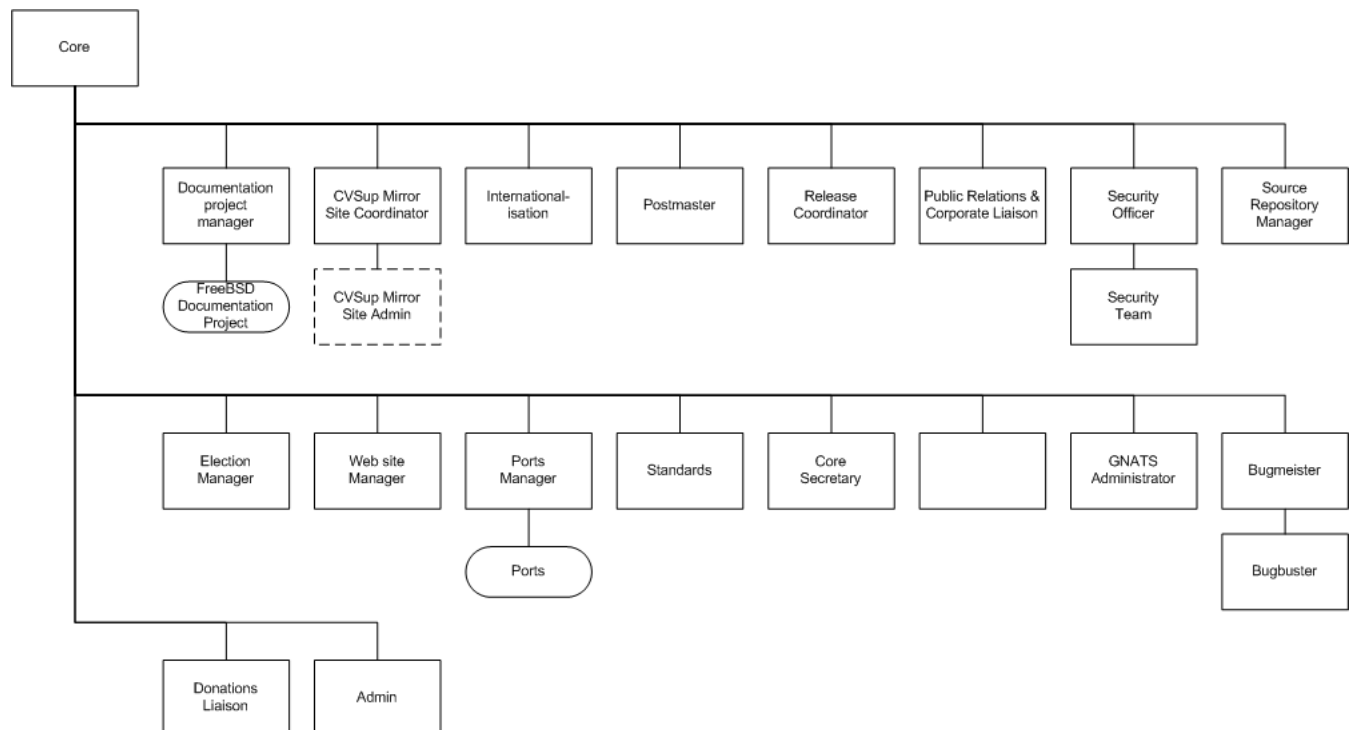 Core
Documentation
project
manager
CVSup Mirror
Site Coordinator
International-
isation
Postmaster
Release
Coordinator
Public Relations &
Corporate Liaison
Security
Officer
Source
Repository
Manager
FreeBSD
Documentation
Project
CVSup Mirror
Site Admin
Security
Team
Election
Manager
Web site
Manager
Ports
Manager
Standards
Core
Secretary
GNATS
Administrator
Bugmeister
Ports
Bugbuster
Donations
Liaison
Admin